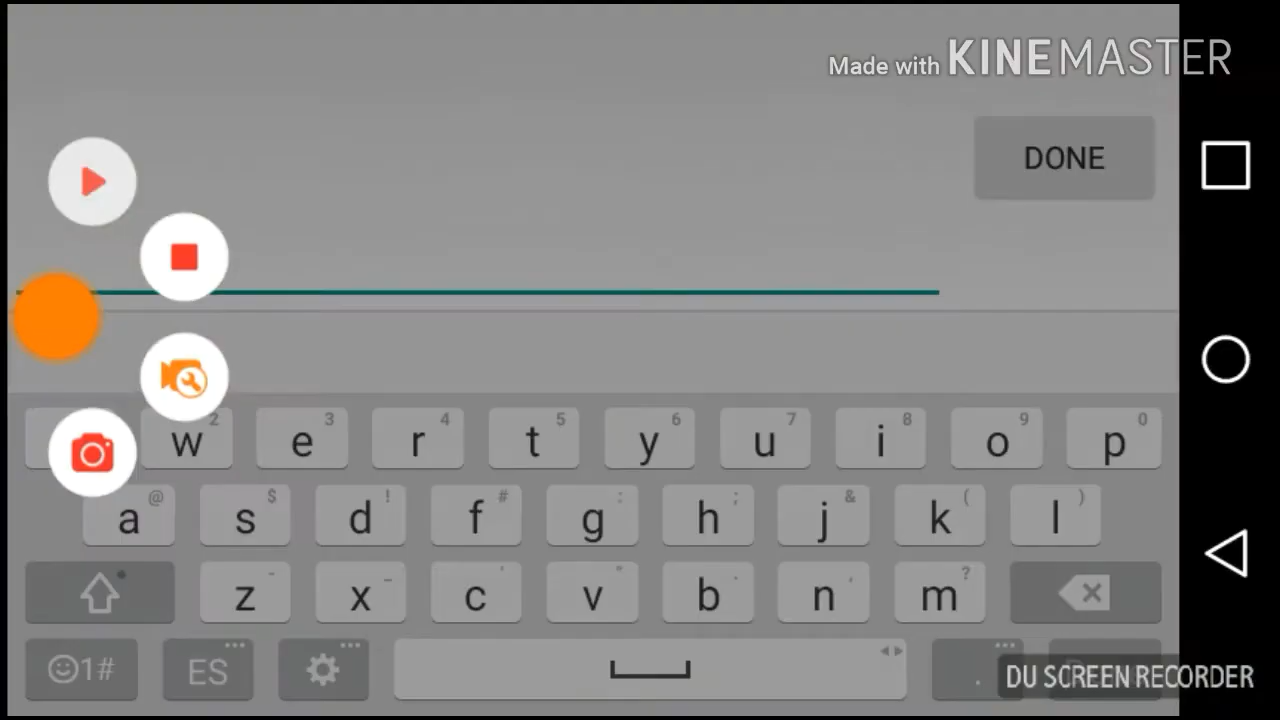 Made with KINEMASTER
DONE
2 3 4 5 6 7 8 9 0
w e r t y u i o p
@ $ ! # : ; & ( )
a s d f g h j k l
z x c v b n m ?
1# ES .
DU SCREEN RECORDER